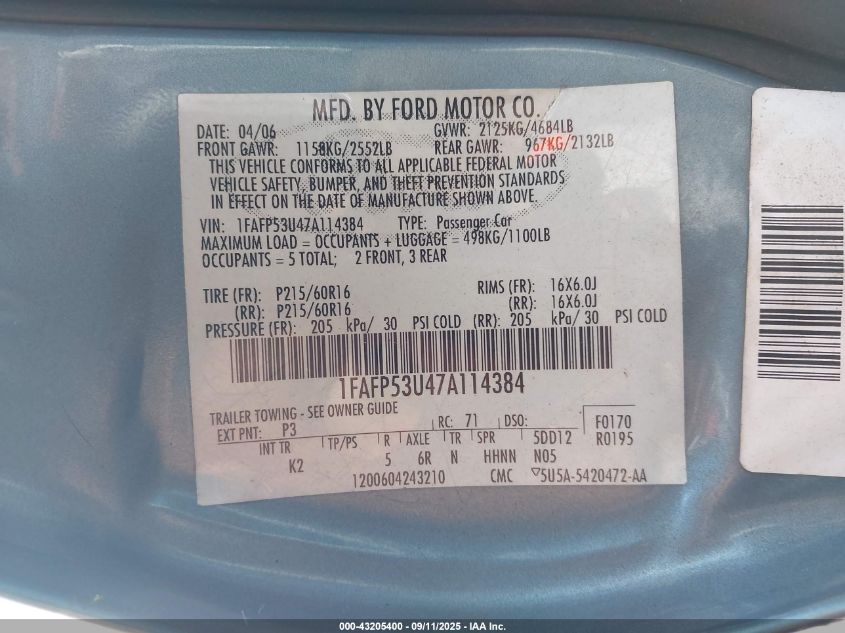 MFD. BY FORD MOTOR CO.
DATE: 04/06 GVWR: 2125KG/4684LB
FRONT GAWR: 1158KG/2552LB REAR GAWR: 967KG/2132LB
THIS VEHICLE CONFORMS TO ALL APPLICABLE FEDERAL MOTOR
VEHICLE SAFETY, BUMPER, AND THEFT PREVENTION STANDARDS
IN EFFECT ON THE DATE OF MANUFACTURE SHOWN ABOVE.
VIN: 1FAFP53U47A114384 TYPE: Passenger Car
MAXIMUM LOAD = OCCUPANTS + LUGGAGE = 498KG/1100LB
OCCUPANTS = 5 TOTAL; 2 FRONT, 3 REAR
TIRE (FR): P215/60R16 RIMS (FR): 16X6.0J
(RR): P215/60R16 (RR): 16X6.0J
PRESSURE (FR): 205 kPa/ 30 PSI COLD (RR): 205 kPa/ 30 PSI COLD
1FAFP53U47A114384
TRAILER TOWING - SEE OWNER GUIDE
EXT PNT: P3 RC: 71 DSO: F0170
INT TR TP/PS R AXLE TR SPR 5DD12 R0195
K2 5 6R N HHNN N05
1200604243210 CMC ▽5U5A-5420472-AA
000-43205400 - 09/11/2025 - IAA Inc.